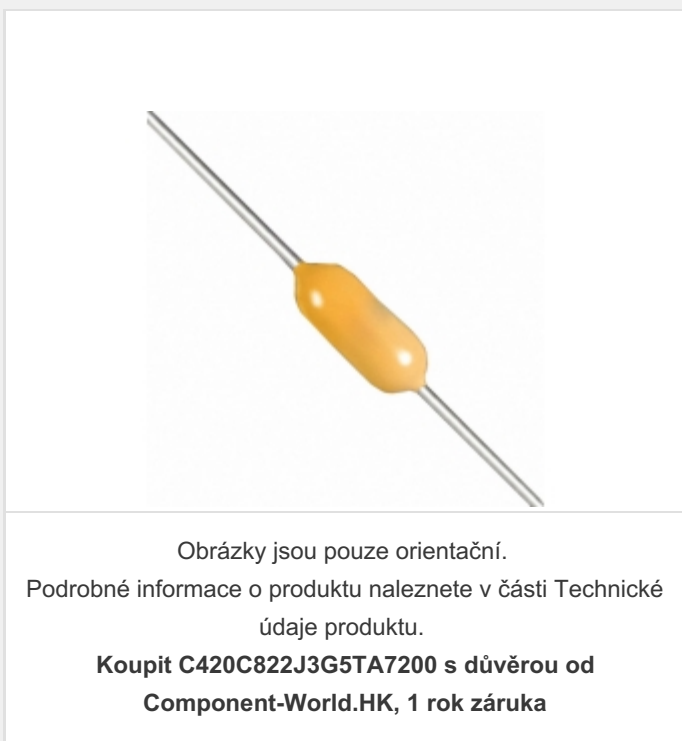 Obrázky jsou pouze orientační.
Podrobné informace o produktu naleznete v části Technické
údaje produktu.
Koupit C420C822J3G5TA7200 s důvěrou od
Component-World.HK, 1 rok záruka